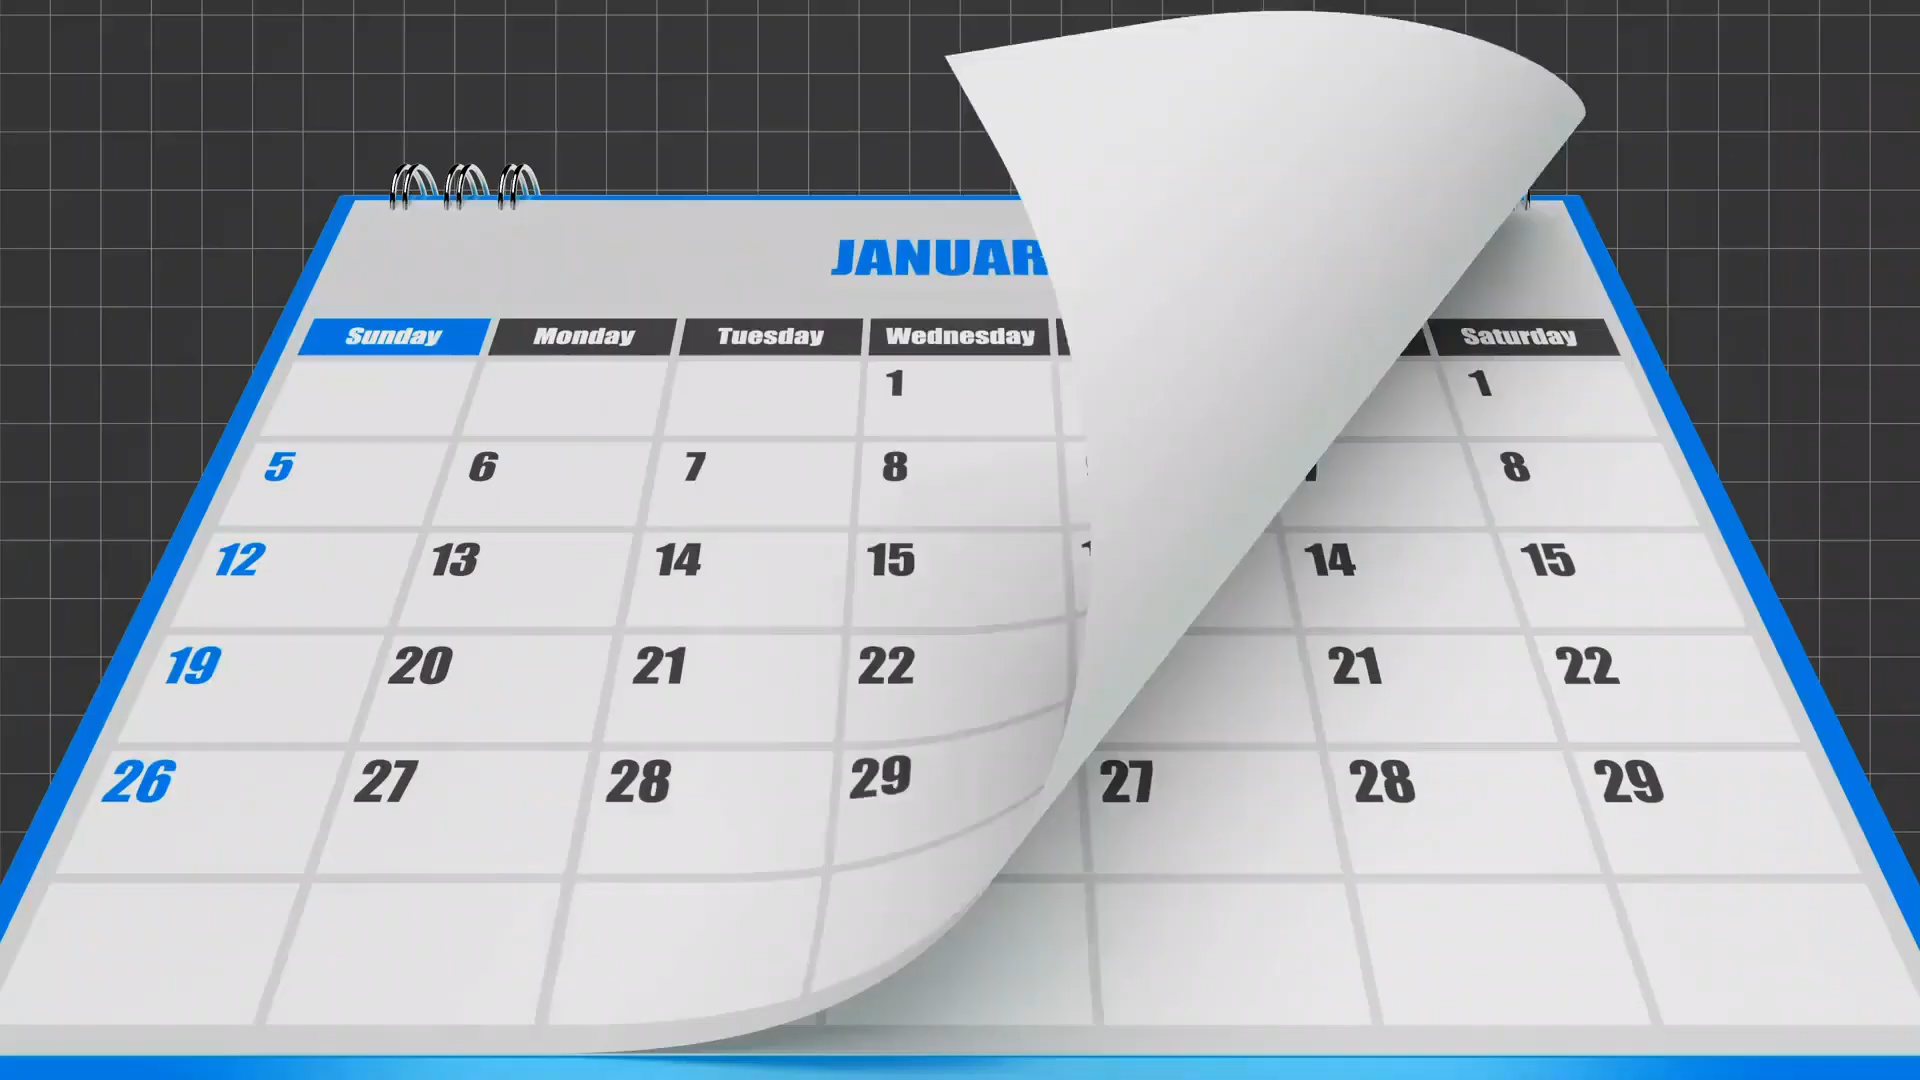 JANUAR
Sunday Monday Tuesday Wednesday Saturday
1 1
5 6 7 8 8
12 13 14 15 14 15
19 20 21 22 21 22
26 27 28 29 27 28 29